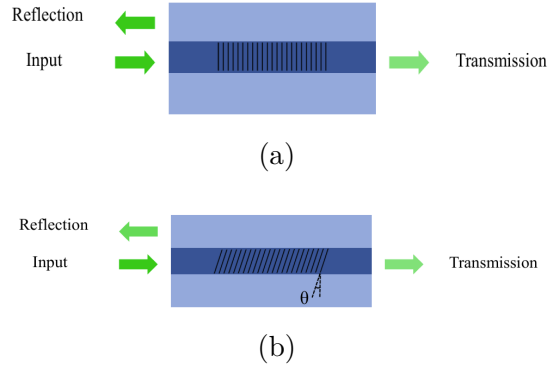 Reflection
Input
Transmission
(a)
Reflection
Input
Transmission
θ
(b)